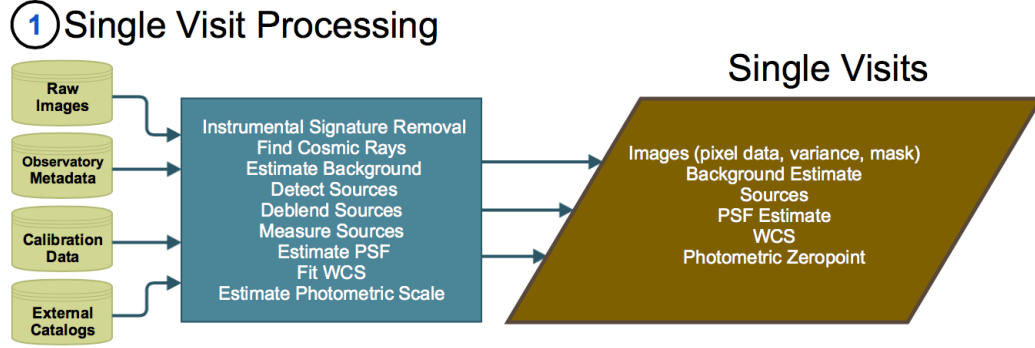 1 Single Visit Processing
Single Visits
Raw
Images
Observatory
Metadata
Calibration
Data
External
Catalogs
Instrumental Signature Removal
Find Cosmic Rays
Estimate Background
Detect Sources
Deblend Sources
Measure Sources
Estimate PSF
Fit WCS
Estimate Photometric Scale
Images (pixel data, variance, mask)
Background Estimate
Sources
PSF Estimate
WCS
Photometric Zeropoint